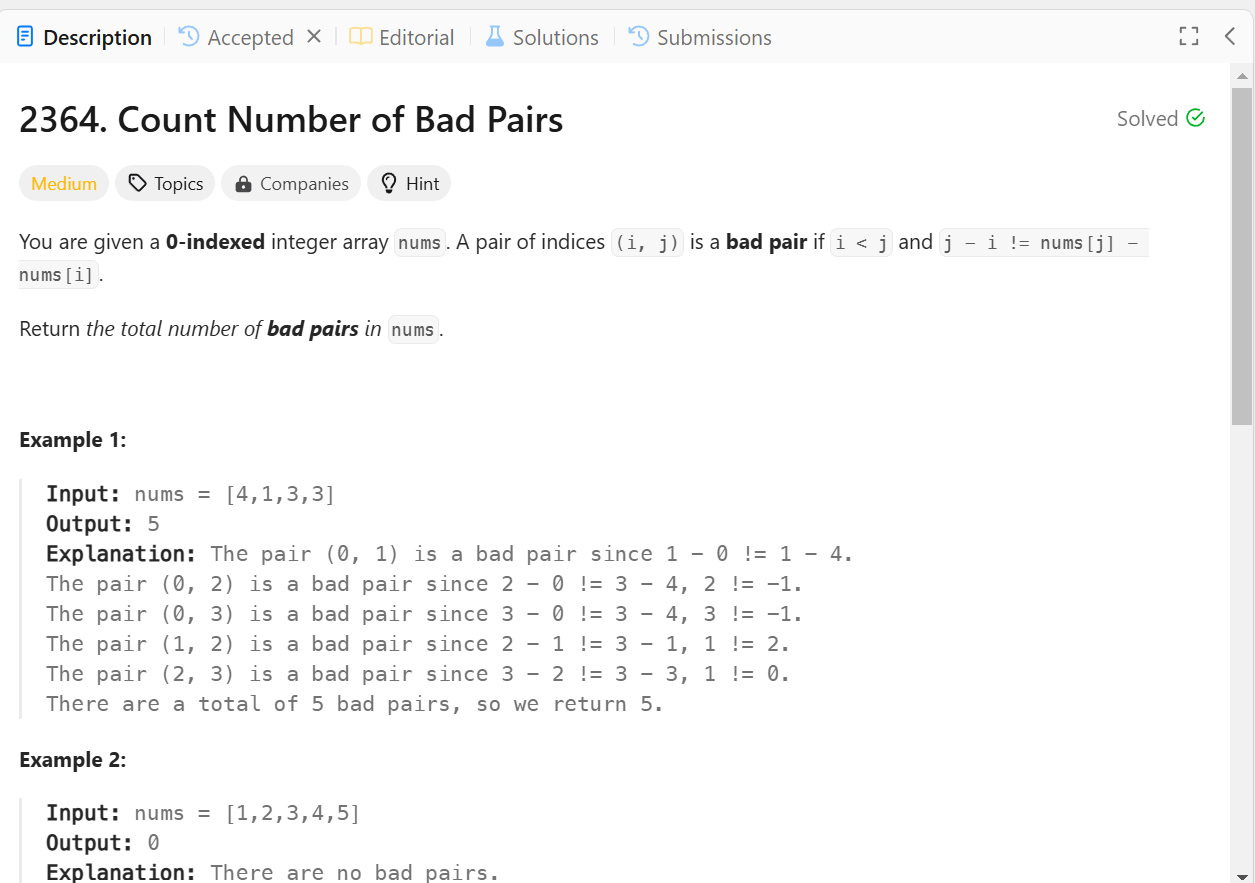 Description Accepted Editorial Solutions Submissions
2364. Count Number of Bad Pairs
Solved
Medium Topics Companies Hint
You are given a 0-indexed integer array nums. A pair of indices (i, j) is a bad pair if i < j and j - i != nums[j] -
nums[i].
Return the total number of bad pairs in nums.
Example 1:
Input: nums = [4,1,3,3]
Output: 5
Explanation: The pair (0, 1) is a bad pair since 1 - 0 != 1 - 4.
The pair (0, 2) is a bad pair since 2 - 0 != 3 - 4, 2 != -1.
The pair (0, 3) is a bad pair since 3 - 0 != 3 - 4, 3 != -1.
The pair (1, 2) is a bad pair since 2 - 1 != 3 - 1, 1 != 2.
The pair (2, 3) is a bad pair since 3 - 2 != 3 - 3, 1 != 0.
There are a total of 5 bad pairs, so we return 5.
Example 2:
Input: nums = [1,2,3,4,5]
Output: 0
Explanation: There are no bad pairs.